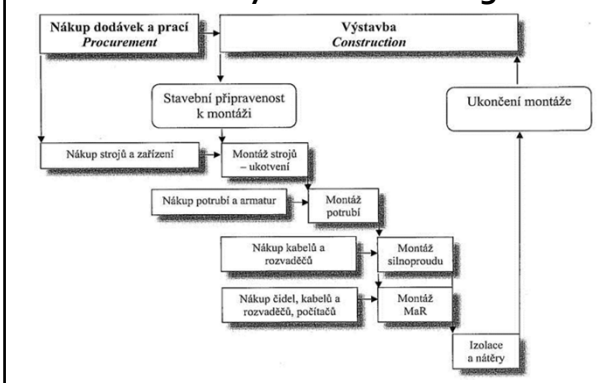 Nákup dodávek a prací
Procurement
Výstavba
Construction
Stavební připravenost
k montáži
Ukončení montáže
Nákup strojů a zařízení
Montáž strojů
– ukotvení
Nákup potrubí a armatur
Montáž
potrubí
Nákup kabelů a
rozvaděčů
Montáž
silnoproudu
Nákup čidel, kabelů a
rozvaděčů, počítačů
Montáž
MaR
Izolace
a nátěry